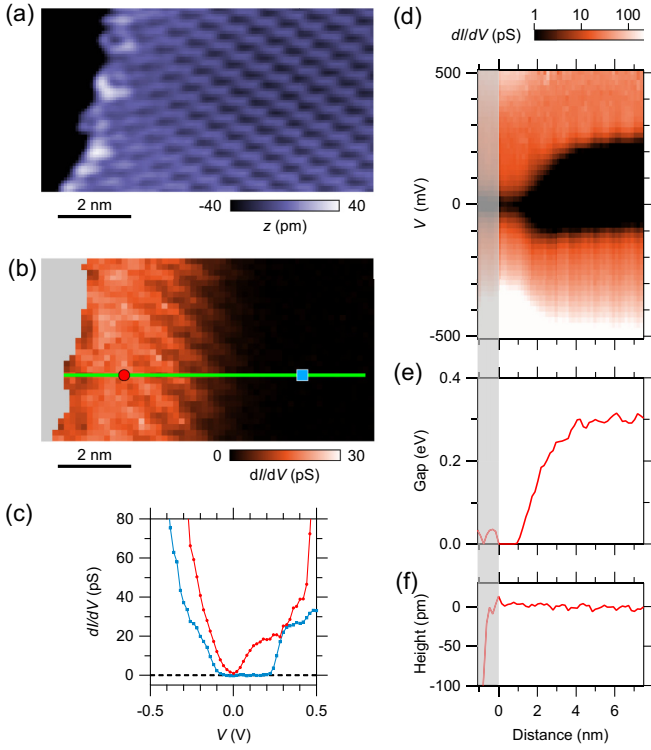 (a)
2 nm
-40 40
z (pm)
(b)
2 nm
0 30
dI/dV (pS)
(c)
80
60
40
20
0
dI/dV (pS)
-0.5 0.0 0.5
V (V)
(d)
dI/dV (pS)
1 10 100
500
0
-500
V (mV)
(e)
0.4
0.2
0.0
Gap (eV)
(f)
0
-50
-100
Height (pm)
0 2 4 6
Distance (nm)